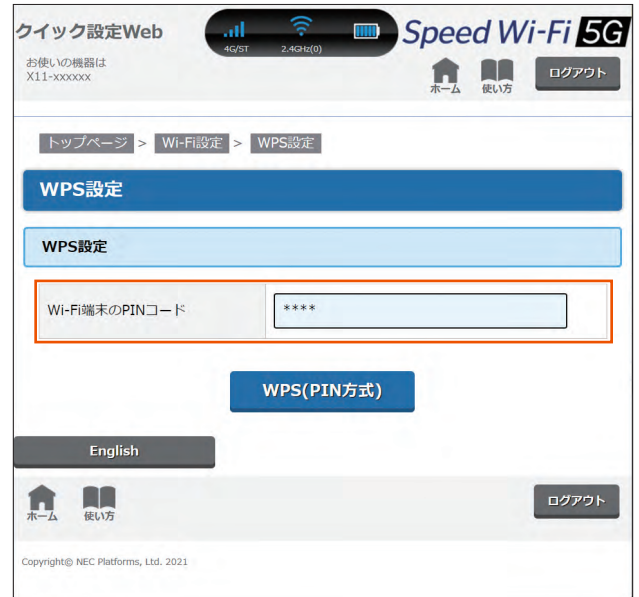 クイック設定Web
4G/ST 2.4GHz(0)
Speed Wi-Fi 5G
お使いの機器は
X11-xxxxxx
ホーム 使い方 ログアウト
トップページ > Wi-Fi設定 > WPS設定
WPS設定
WPS設定
Wi-Fi端末のPINコード ****
WPS(PIN方式)
English
ホーム 使い方 ログアウト
Copyright© NEC Platforms, Ltd. 2021